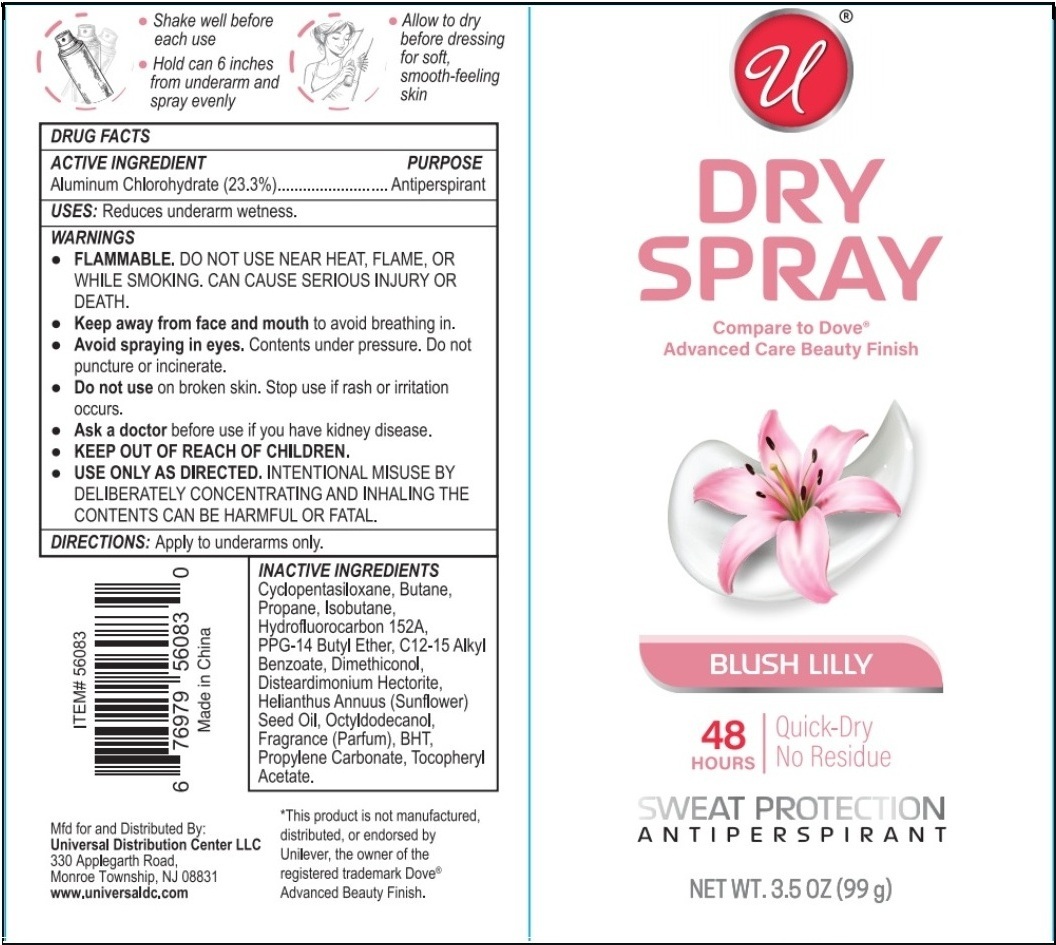 ● Shake well before
each use
● Hold can 6 inches
from underarm and
spray evenly
● Allow to dry
before dressing
for soft,
smooth-feeling
skin
DRUG FACTS
ACTIVE INGREDIENT PURPOSE
Aluminum Chlorohydrate (23.3%).......................... Antiperspirant
USES: Reduces underarm wetness.
WARNINGS
● FLAMMABLE. DO NOT USE NEAR HEAT, FLAME, OR
WHILE SMOKING. CAN CAUSE SERIOUS INJURY OR
DEATH.
● Keep away from face and mouth to avoid breathing in.
● Avoid spraying in eyes. Contents under pressure. Do not
puncture or incinerate.
● Do not use on broken skin. Stop use if rash or irritation
occurs.
● Ask a doctor before use if you have kidney disease.
● KEEP OUT OF REACH OF CHILDREN.
● USE ONLY AS DIRECTED. INTENTIONAL MISUSE BY
DELIBERATELY CONCENTRATING AND INHALING THE
CONTENTS CAN BE HARMFUL OR FATAL.
DIRECTIONS: Apply to underarms only.
ITEM# 56083
6 76979 56083 0
Made in China
INACTIVE INGREDIENTS
Cyclopentasiloxane, Butane,
Propane, Isobutane,
Hydrofluorocarbon 152A,
PPG-14 Butyl Ether, C12-15 Alkyl
Benzoate, Dimethiconol,
Disteardimonium Hectorite,
Helianthus Annuus (Sunflower)
Seed Oil, Octyldodecanol,
Fragrance (Parfum), BHT,
Propylene Carbonate, Tocopheryl
Acetate.
Mfd for and Distributed By:
Universal Distribution Center LLC
330 Applegarth Road,
Monroe Township, NJ 08831
www.universaldc.com
*This product is not manufactured,
distributed, or endorsed by
Unilever, the owner of the
registered trademark Dove®
Advanced Beauty Finish.
U®
DRY
SPRAY
Compare to Dove®
Advanced Care Beauty Finish
BLUSH LILLY
48
HOURS
Quick-Dry
No Residue
SWEAT PROTECTION
ANTIPERSPIRANT
NET WT. 3.5 OZ (99 g)